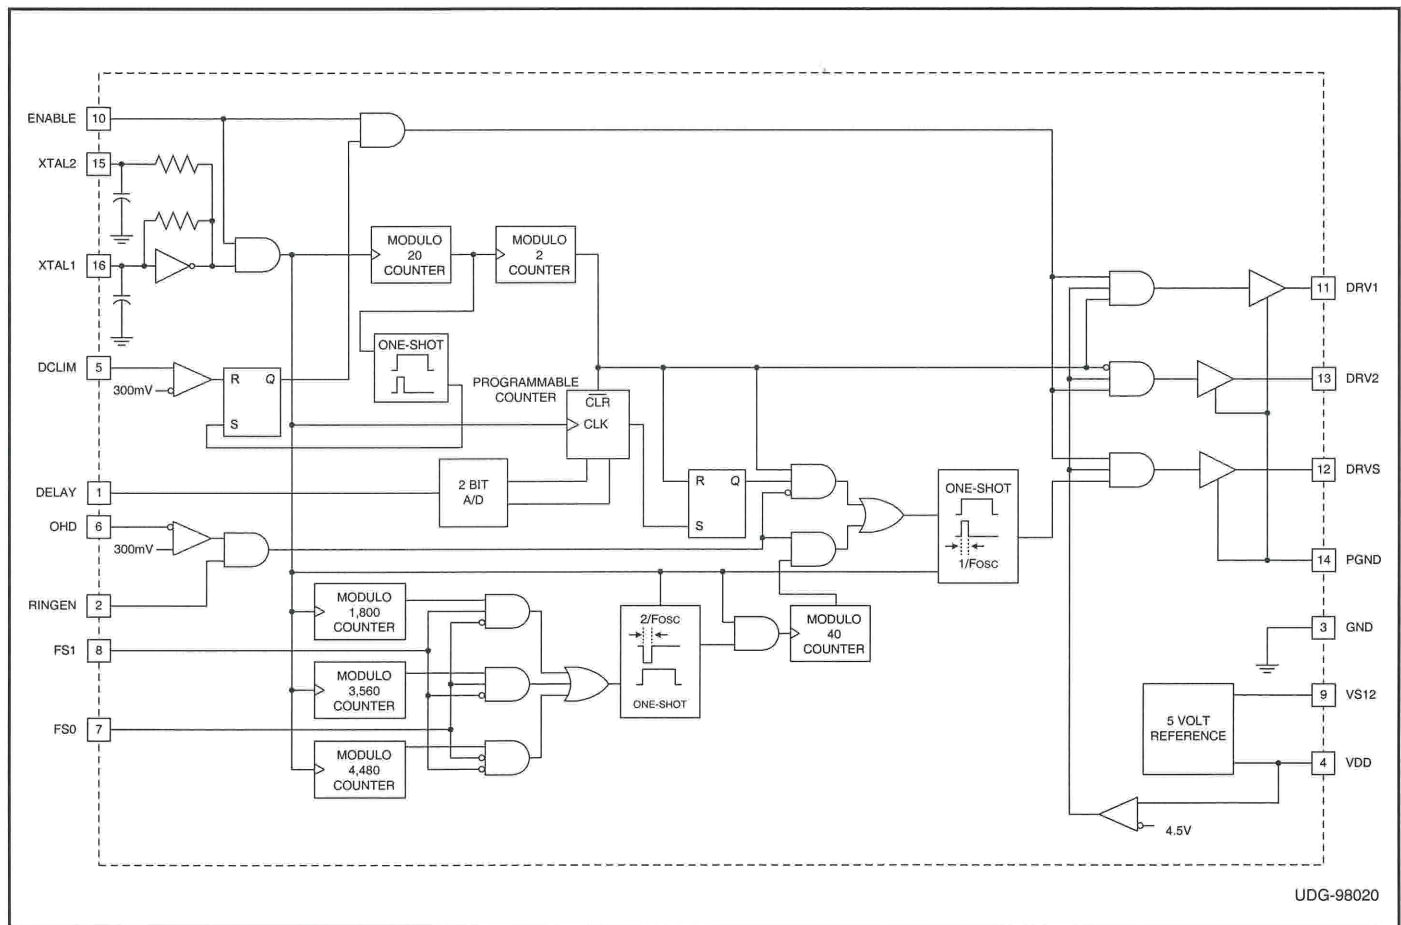 ENABLE 10
XTAL2 15
XTAL1 16
MODULO
20
COUNTER
MODULO
2
COUNTER
11 DRV1
DCLIM 5
300mV
R Q
S
ONE-SHOT
PROGRAMMABLE
COUNTER
CLR
CLK
13 DRV2
DELAY 1
2 BIT
A/D
R Q
S
ONE-SHOT
1/FOSC
12 DRVS
OHD 6
300mV
14 PGND
RINGEN 2
MODULO
1,800
COUNTER
2/FOSC
ONE-SHOT
MODULO
40
COUNTER
3 GND
FS1 8
MODULO
3,560
COUNTER
9 VS12
5 VOLT
REFERENCE
FS0 7
MODULO
4,480
COUNTER
4 VDD
4.5V
UDG-98020